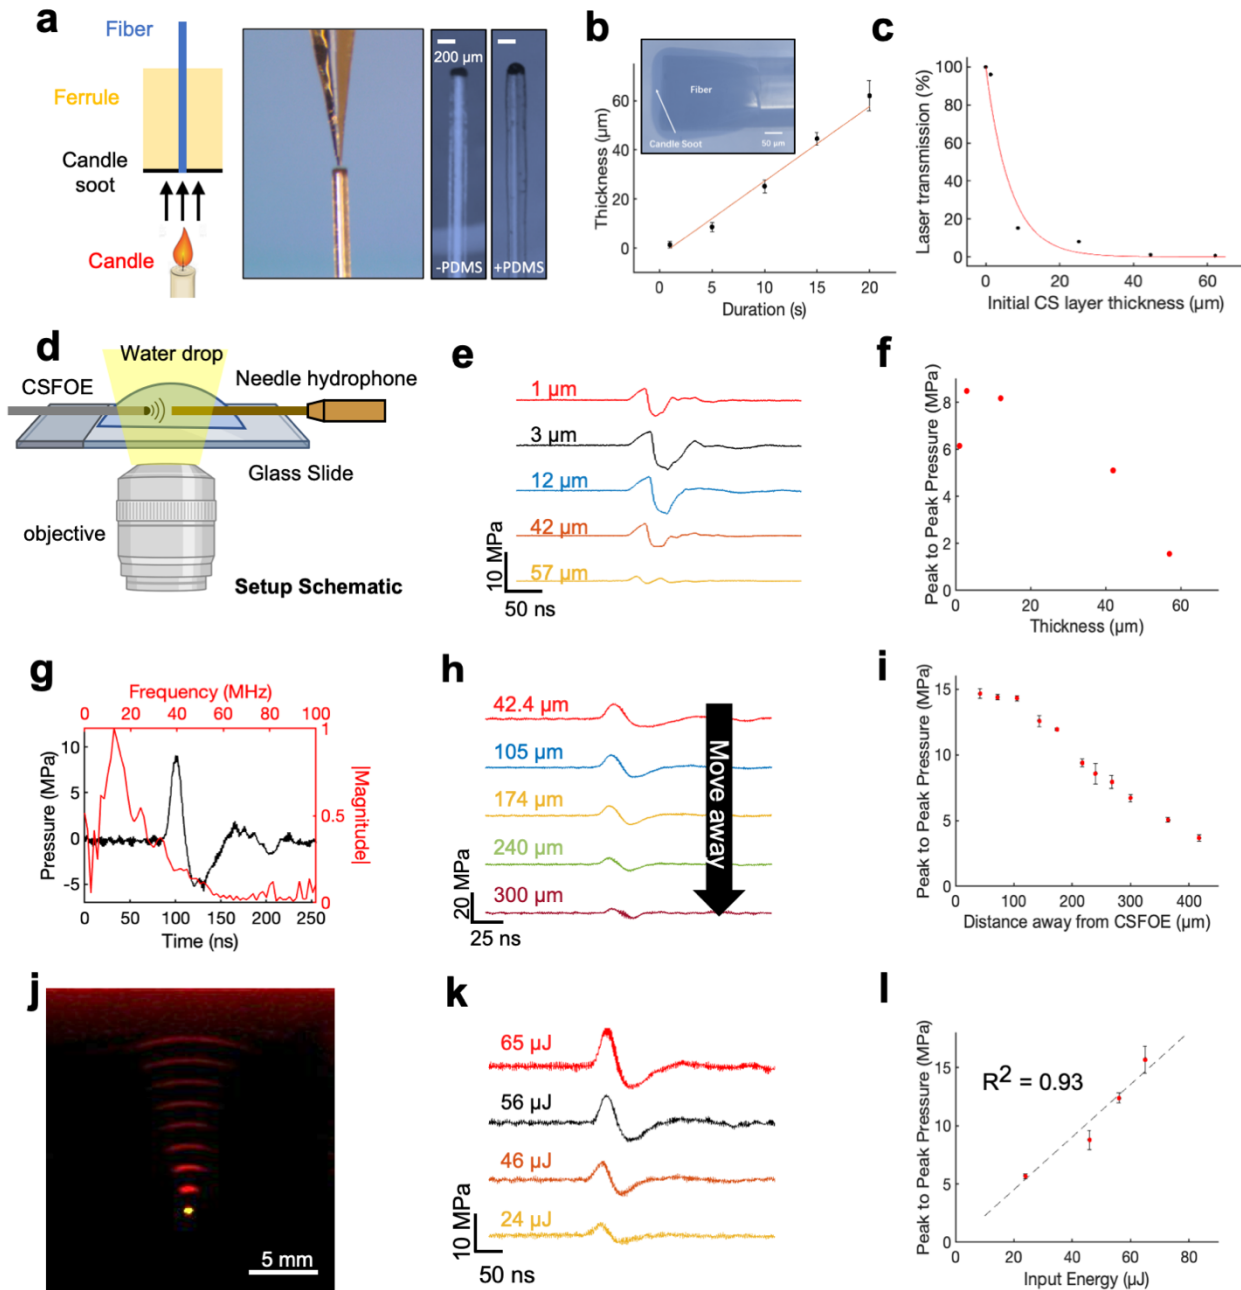 a
Fiber
Ferrule
Candle
soot
Candle
200 µm
-PDMS
+PDMS
b
Thickness (µm)
60
40
20
0
0
5
10
15
20
Duration (s)
Fiber
Candle Soot
50 µm
c
Laser transmission (%)
100
80
60
40
20
0
0
20
40
60
Initial CS layer thickness (µm)
d
Water drop
CSFOE
Needle hydrophone
Glass Slide
objective
Setup Schematic
e
1 µm
3 µm
12 µm
42 µm
57 µm
10 MPa
50 ns
f
Peak to Peak Pressure (MPa)
8
6
4
2
0
0
20
40
60
Thickness (µm)
g
Frequency (MHz)
0
20
40
60
80
100
Pressure (MPa)
10
5
0
-5
1
0.5
0
|Magnitude|
0
50
100
150
200
250
Time (ns)
h
42.4 µm
105 µm
174 µm
240 µm
300 µm
Move away
20 MPa
25 ns
i
Peak to Peak Pressure (MPa)
15
10
5
0
0
100
200
300
400
Distance away from CSFOE (µm)
j
5 mm
k
65 µJ
56 µJ
46 µJ
24 µJ
10 MPa
50 ns
l
Peak to Peak Pressure (MPa)
15
10
5
0
R² = 0.93
0
20
40
60
80
Input Energy (µJ)